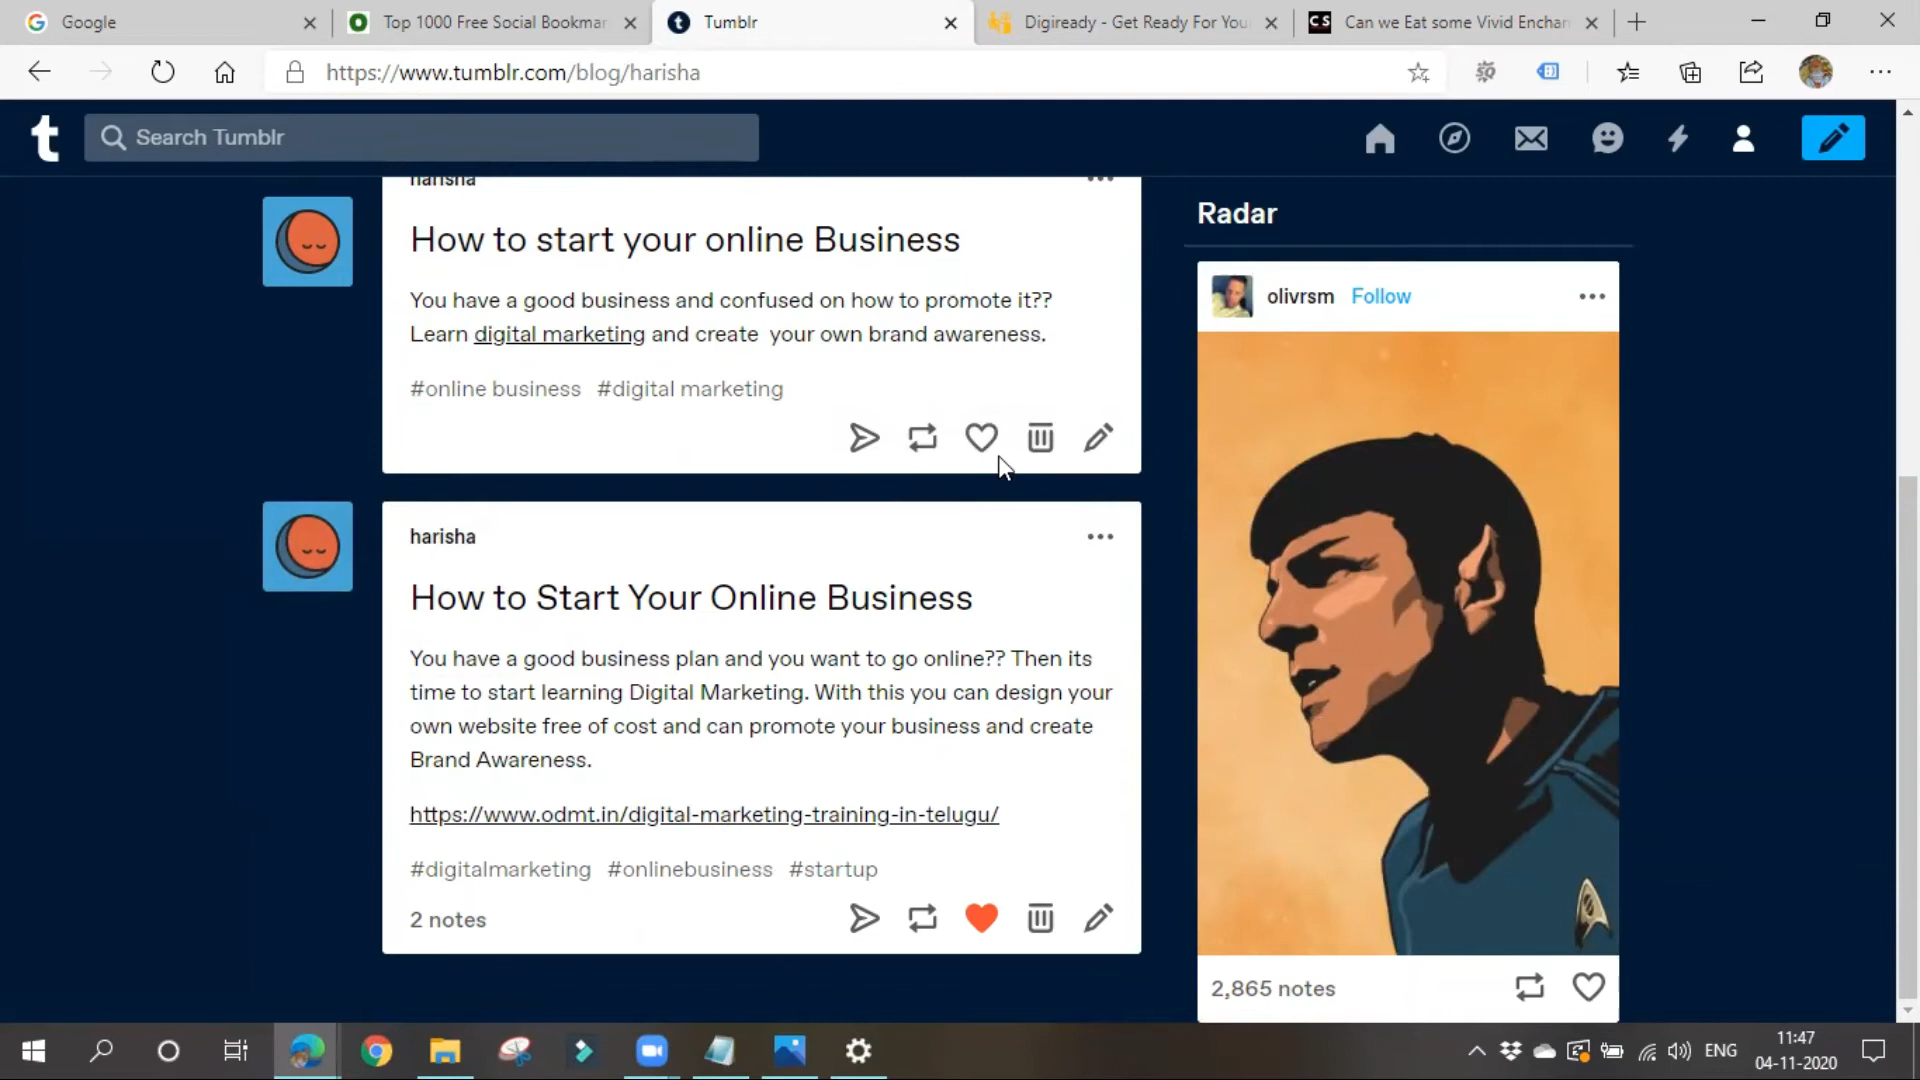 Google
Top 1000 Free Social Bookmar
Tumblr
Digiready - Get Ready For You
CS
Can we Eat some Vivid Enchan
https://www.tumblr.com/blog/harisha
Search Tumblr
harisha
How to start your online Business
You have a good business and confused on how to promote it??
Learn digital marketing and create your own brand awareness.
#online business #digital marketing
harisha
How to Start Your Online Business
You have a good business plan and you want to go online?? Then its
time to start learning Digital Marketing. With this you can design your
own website free of cost and can promote your business and create
Brand Awareness.
https://www.odmt.in/digital-marketing-training-in-telugu/
#digitalmarketing #onlinebusiness #startup
2 notes
Radar
olivrsm Follow
2,865 notes
ENG
11:47
04-11-2020